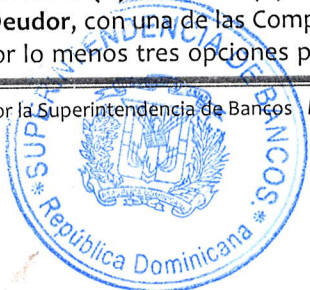 Deudor, con una de las Comp
or lo menos tres opciones p
or la Superintendencia de Bancos
SUPERINTENDENCIA DE BANCOS
República Dominicana